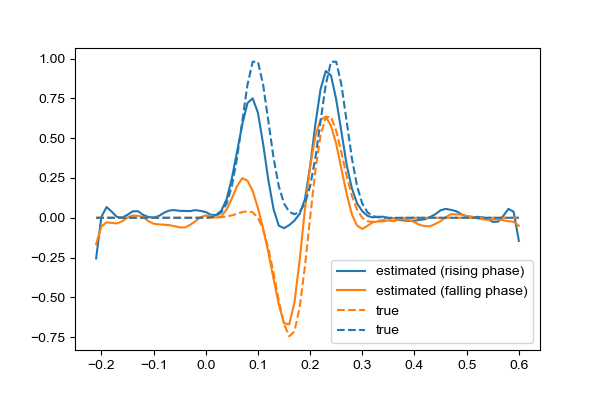 1.00
0.75
0.50
0.25
0.00
−0.25
−0.50
−0.75
estimated (rising phase)
estimated (falling phase)
true
true
−0.2 −0.1 0.0 0.1 0.2 0.3 0.4 0.5 0.6